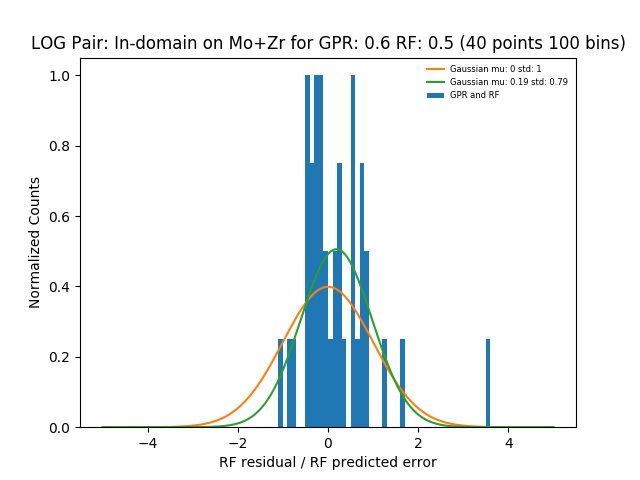 LOG Pair: In-domain on Mo+Zr for GPR: 0.6 RF: 0.5 (40 points 100 bins)
Gaussian mu: 0 std: 1
Gaussian mu: 0.19 std: 0.79
GPR and RF
Normalized Counts
1.0
0.8
0.6
0.4
0.2
0.0
−4
−2
0
2
4
RF residual / RF predicted error